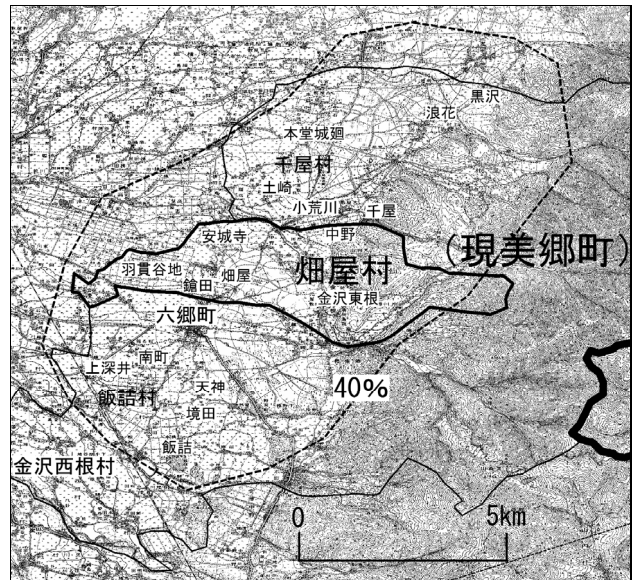 黒沢
浪花
本堂城廻
千屋村
土崎
小荒川
千屋
安城寺
中野
(現美郷町)
羽貫谷地
畑屋
畑屋村
鑓田
金沢東根
六郷町
南町
上深井
天神
40%
飯詰村
境田
飯詰
金沢西根村
0
5km